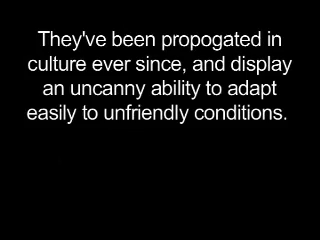 They've been propogated in
culture ever since, and display
an uncanny ability to adapt
easily to unfriendly conditions.